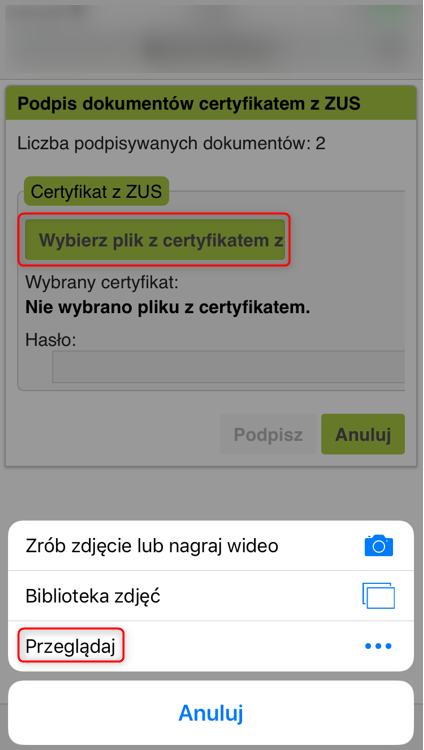 Podpis dokumentów certyfikatem z ZUS
Liczba podpisywanych dokumentów: 2
Certyfikat z ZUS
Wybierz plik z certyfikatem z
Wybrany certyfikat:
Nie wybrano pliku z certyfikatem.
Hasło:
Podpisz
Anuluj
Zrób zdjęcie lub nagraj wideo
Biblioteka zdjęć
Przeglądaj
Anuluj